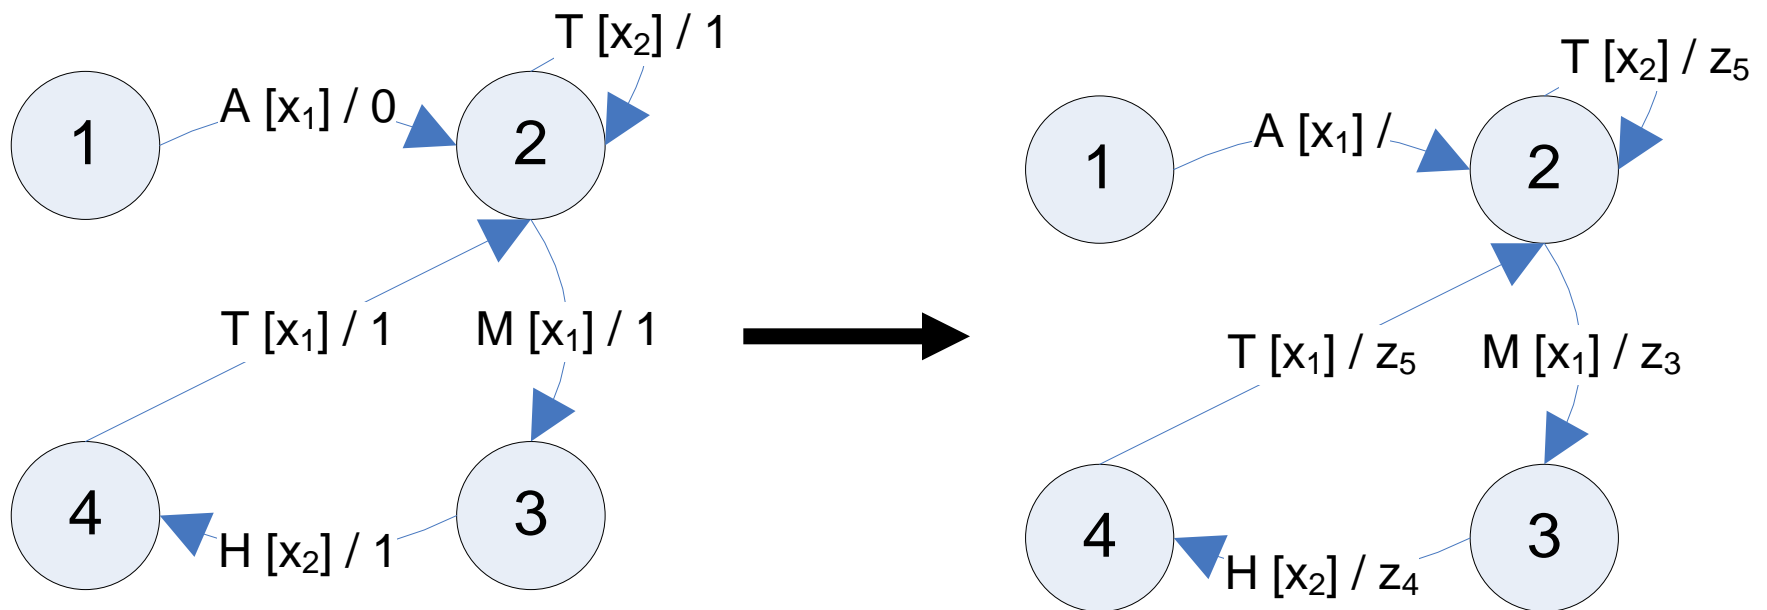 T [x₂] / 1
A [x₁] / 0
1
2
T [x₁] / 1
M [x₁] / 1
4
3
H [x₂] / 1
T [x₂] / z₅
A [x₁] /
1
2
T [x₁] / z₅
M [x₁] / z₃
4
3
H [x₂] / z₄